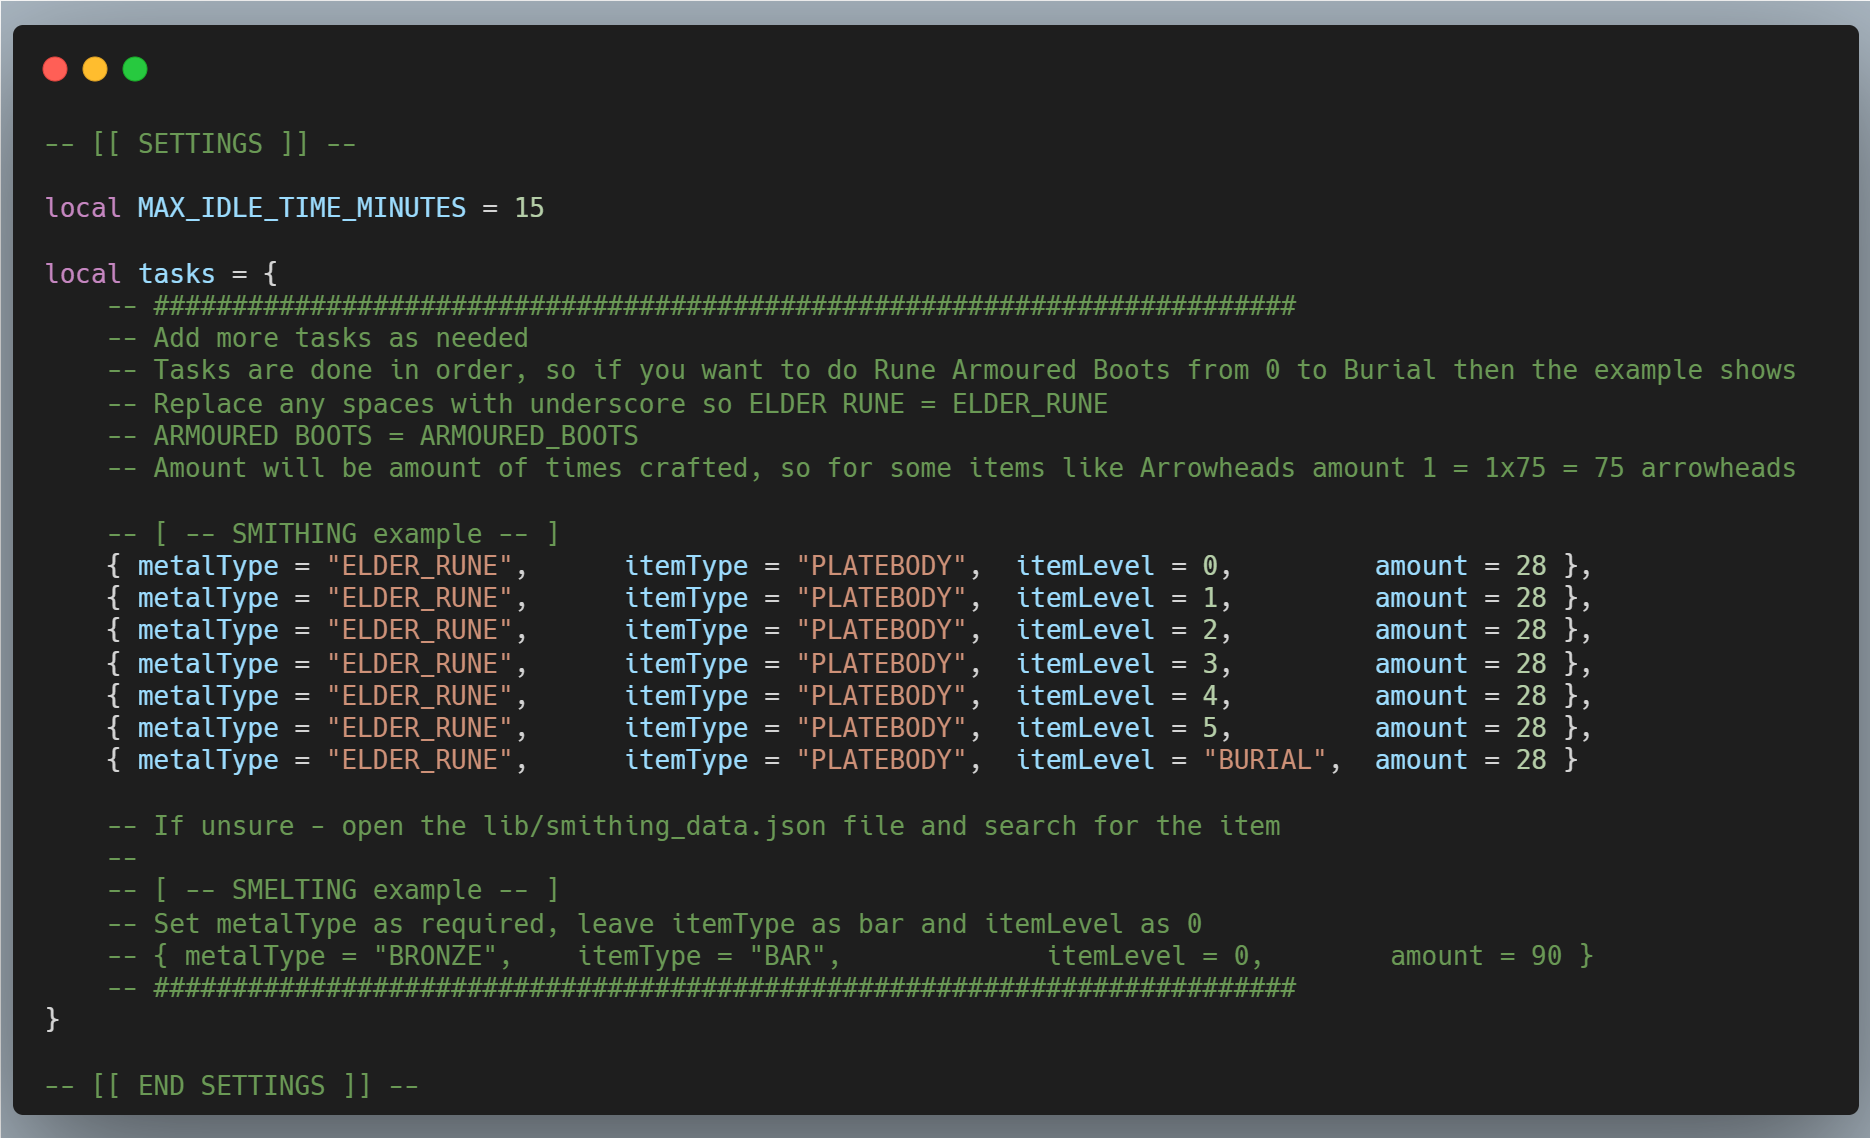 -- [[ SETTINGS ]] --
local MAX_IDLE_TIME_MINUTES = 15
local tasks = {
-- #########################################################################
-- Add more tasks as needed
-- Tasks are done in order, so if you want to do Rune Armoured Boots from 0 to Burial then the example shows
-- Replace any spaces with underscore so ELDER RUNE = ELDER_RUNE
-- ARMOURED BOOTS = ARMOURED_BOOTS
-- Amount will be amount of times crafted, so for some items like Arrowheads amount 1 = 1x75 = 75 arrowheads
-- [ -- SMITHING example -- ]
{ metalType = "ELDER_RUNE",      itemType = "PLATEBODY",  itemLevel = 0,         amount = 28 },
{ metalType = "ELDER_RUNE",      itemType = "PLATEBODY",  itemLevel = 1,         amount = 28 },
{ metalType = "ELDER_RUNE",      itemType = "PLATEBODY",  itemLevel = 2,         amount = 28 },
{ metalType = "ELDER_RUNE",      itemType = "PLATEBODY",  itemLevel = 3,         amount = 28 },
{ metalType = "ELDER_RUNE",      itemType = "PLATEBODY",  itemLevel = 4,         amount = 28 },
{ metalType = "ELDER_RUNE",      itemType = "PLATEBODY",  itemLevel = 5,         amount = 28 },
{ metalType = "ELDER_RUNE",      itemType = "PLATEBODY",  itemLevel = "BURIAL",  amount = 28 }
-- If unsure - open the lib/smithing_data.json file and search for the item
--
-- [ -- SMELTING example -- ]
-- Set metalType as required, leave itemType as bar and itemLevel as 0
-- { metalType = "BRONZE",    itemType = "BAR",             itemLevel = 0,        amount = 90 }
-- #########################################################################
}
-- [[ END SETTINGS ]] --